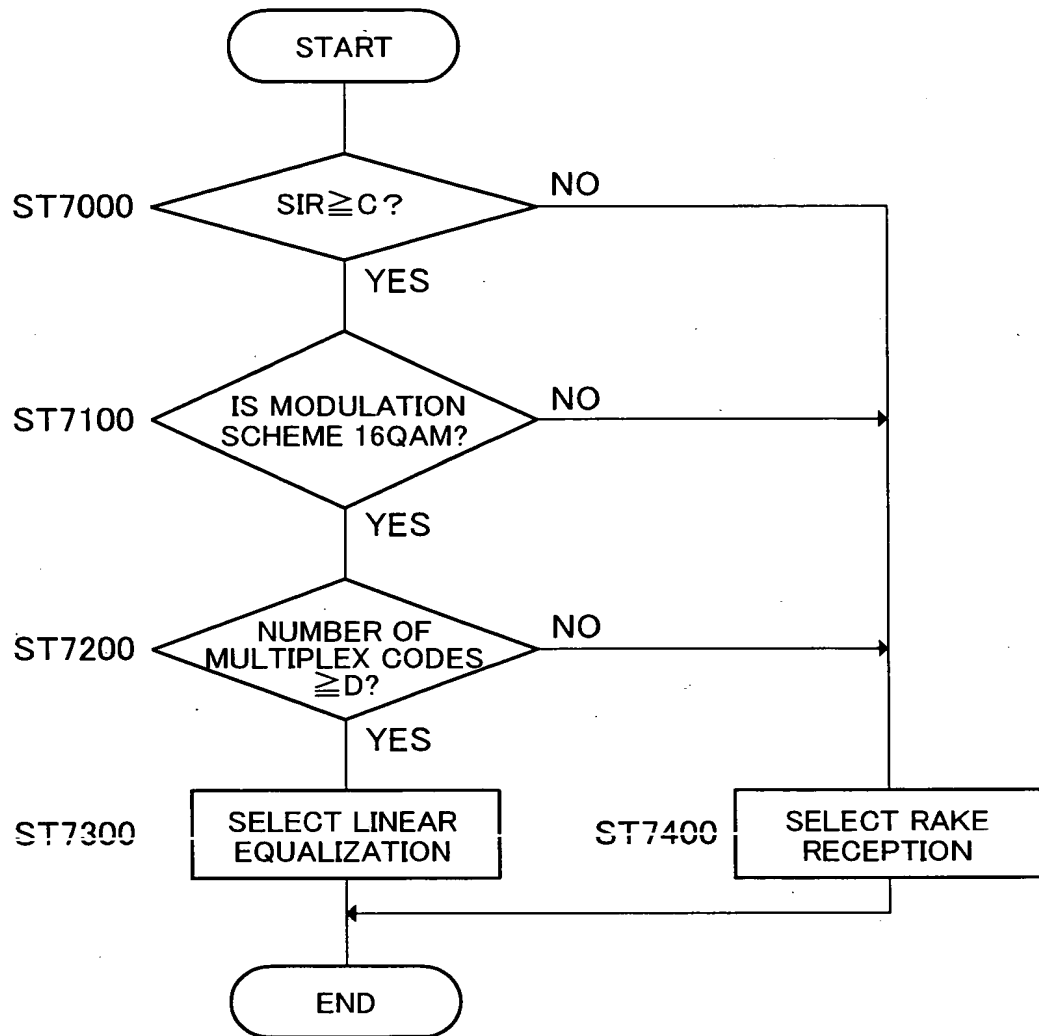 START
ST7000
SIR≧C?
NO
YES
ST7100
IS MODULATION
SCHEME 16QAM?
NO
YES
ST7200
NUMBER OF
MULTIPLEX CODES
≧D?
NO
YES
ST7300
SELECT LINEAR
EQUALIZATION
ST7400
SELECT RAKE
RECEPTION
END